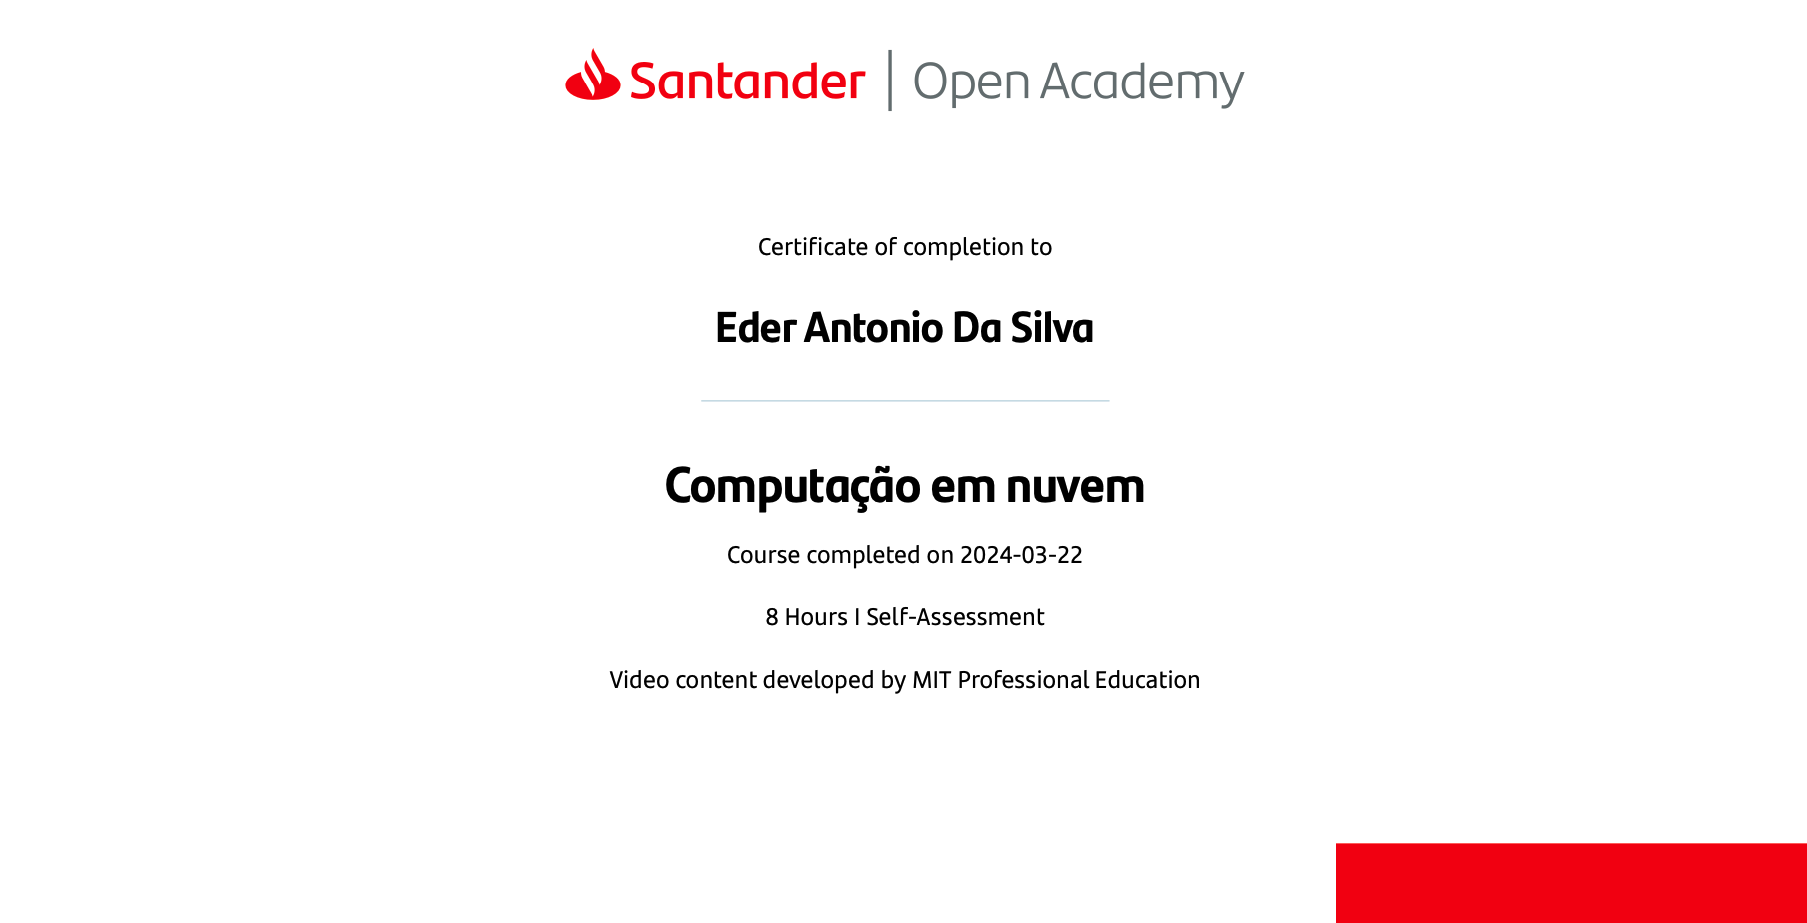 Santander | Open Academy
Certificate of completion to
Eder Antonio Da Silva
Computação em nuvem
Course completed on 2024-03-22
8 Hours I Self-Assessment
Video content developed by MIT Professional Education